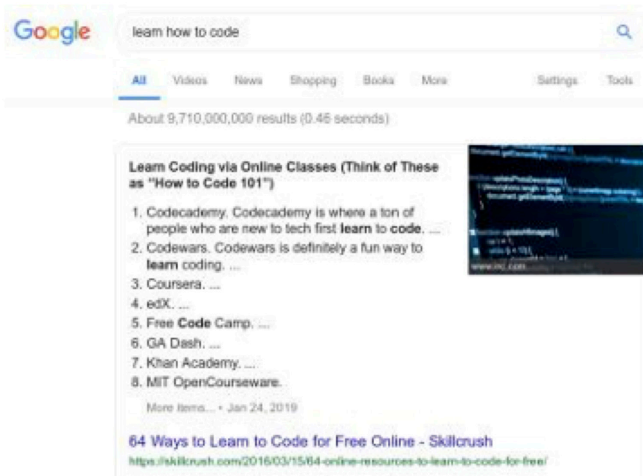 Google
learn how to code
All Videos News Shopping Books More Settings Tools
About 9,710,000,000 results (0.46 seconds)
Learn Coding via Online Classes (Think of These
as "How to Code 101")
1. Codecademy. Codecademy is where a ton of
people who are new to tech first learn to code. ...
2. Codewars. Codewars is definitely a fun way to
learn coding. ...
3. Coursera. ...
4. edX. ...
5. Free Code Camp. ...
6. GA Dash. ...
7. Khan Academy. ...
8. MIT OpenCourseware.
More items... • Jan 24, 2019
www.inc.com
64 Ways to Learn to Code for Free Online - Skillcrush
https://skillcrush.com/2016/03/15/64-online-resources-to-learn-to-code-for-free/